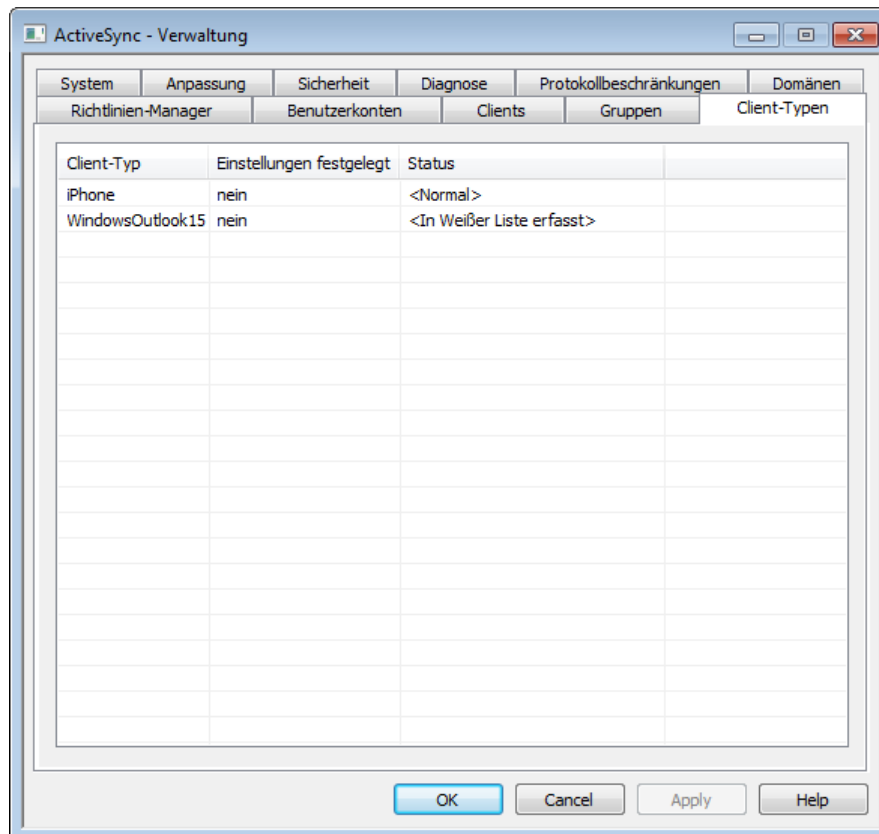 ActiveSync - Verwaltung
System Anpassung Sicherheit Diagnose Protokollbeschränkungen Domänen
Richtlinien-Manager Benutzerkonten Clients Gruppen Client-Typen
Client-Typ Einstellungen festgelegt Status
iPhone nein <Normal>
WindowsOutlook15 nein <In Weißer Liste erfasst>
OK Cancel Apply Help